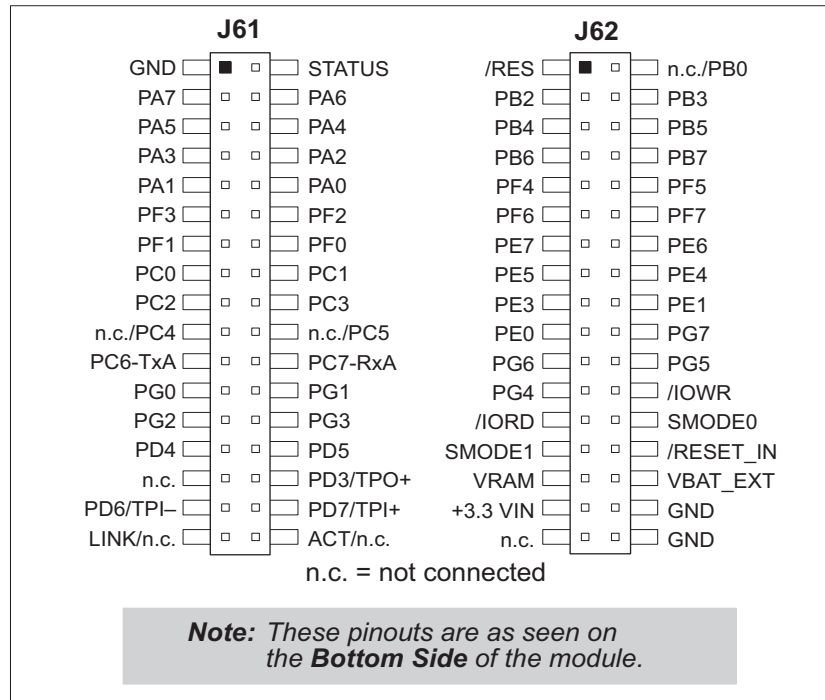 J61 J62
GND STATUS /RES n.c./PB0
PA7 PA6 PB2 PB3
PA5 PA4 PB4 PB5
PA3 PA2 PB6 PB7
PA1 PA0 PF4 PF5
PF3 PF2 PF6 PF7
PF1 PF0 PE7 PE6
PC0 PC1 PE5 PE4
PC2 PC3 PE3 PE1
n.c./PC4 n.c./PC5 PE0 PG7
PC6-TxA PC7-RxA PG6 PG5
PG0 PG1 PG4 /IOWR
PG2 PG3 /IORD SMODE0
PD4 PD5 SMODE1 /RESET_IN
n.c. PD3/TPO+ VRAM VBAT_EXT
PD6/TPI– PD7/TPI+ +3.3 VIN GND
LINK/n.c. ACT/n.c. n.c. GND
n.c. = not connected
Note: These pinouts are as seen on
the Bottom Side of the module.